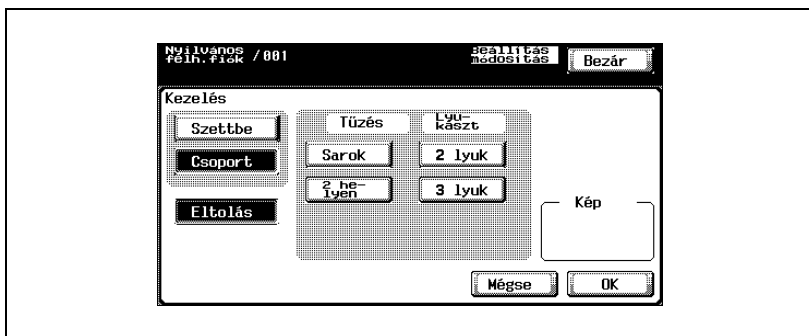 Nyilvános
félh.fiók /001
Beállítás
módosítás
Bezár
Kezelés
Szettbe
Csoport
Eltolás
Tűzés
Sarok
2 he-
lyen
Lyu-
kaszt
2 lyuk
3 lyuk
Kép
Mégse
OK